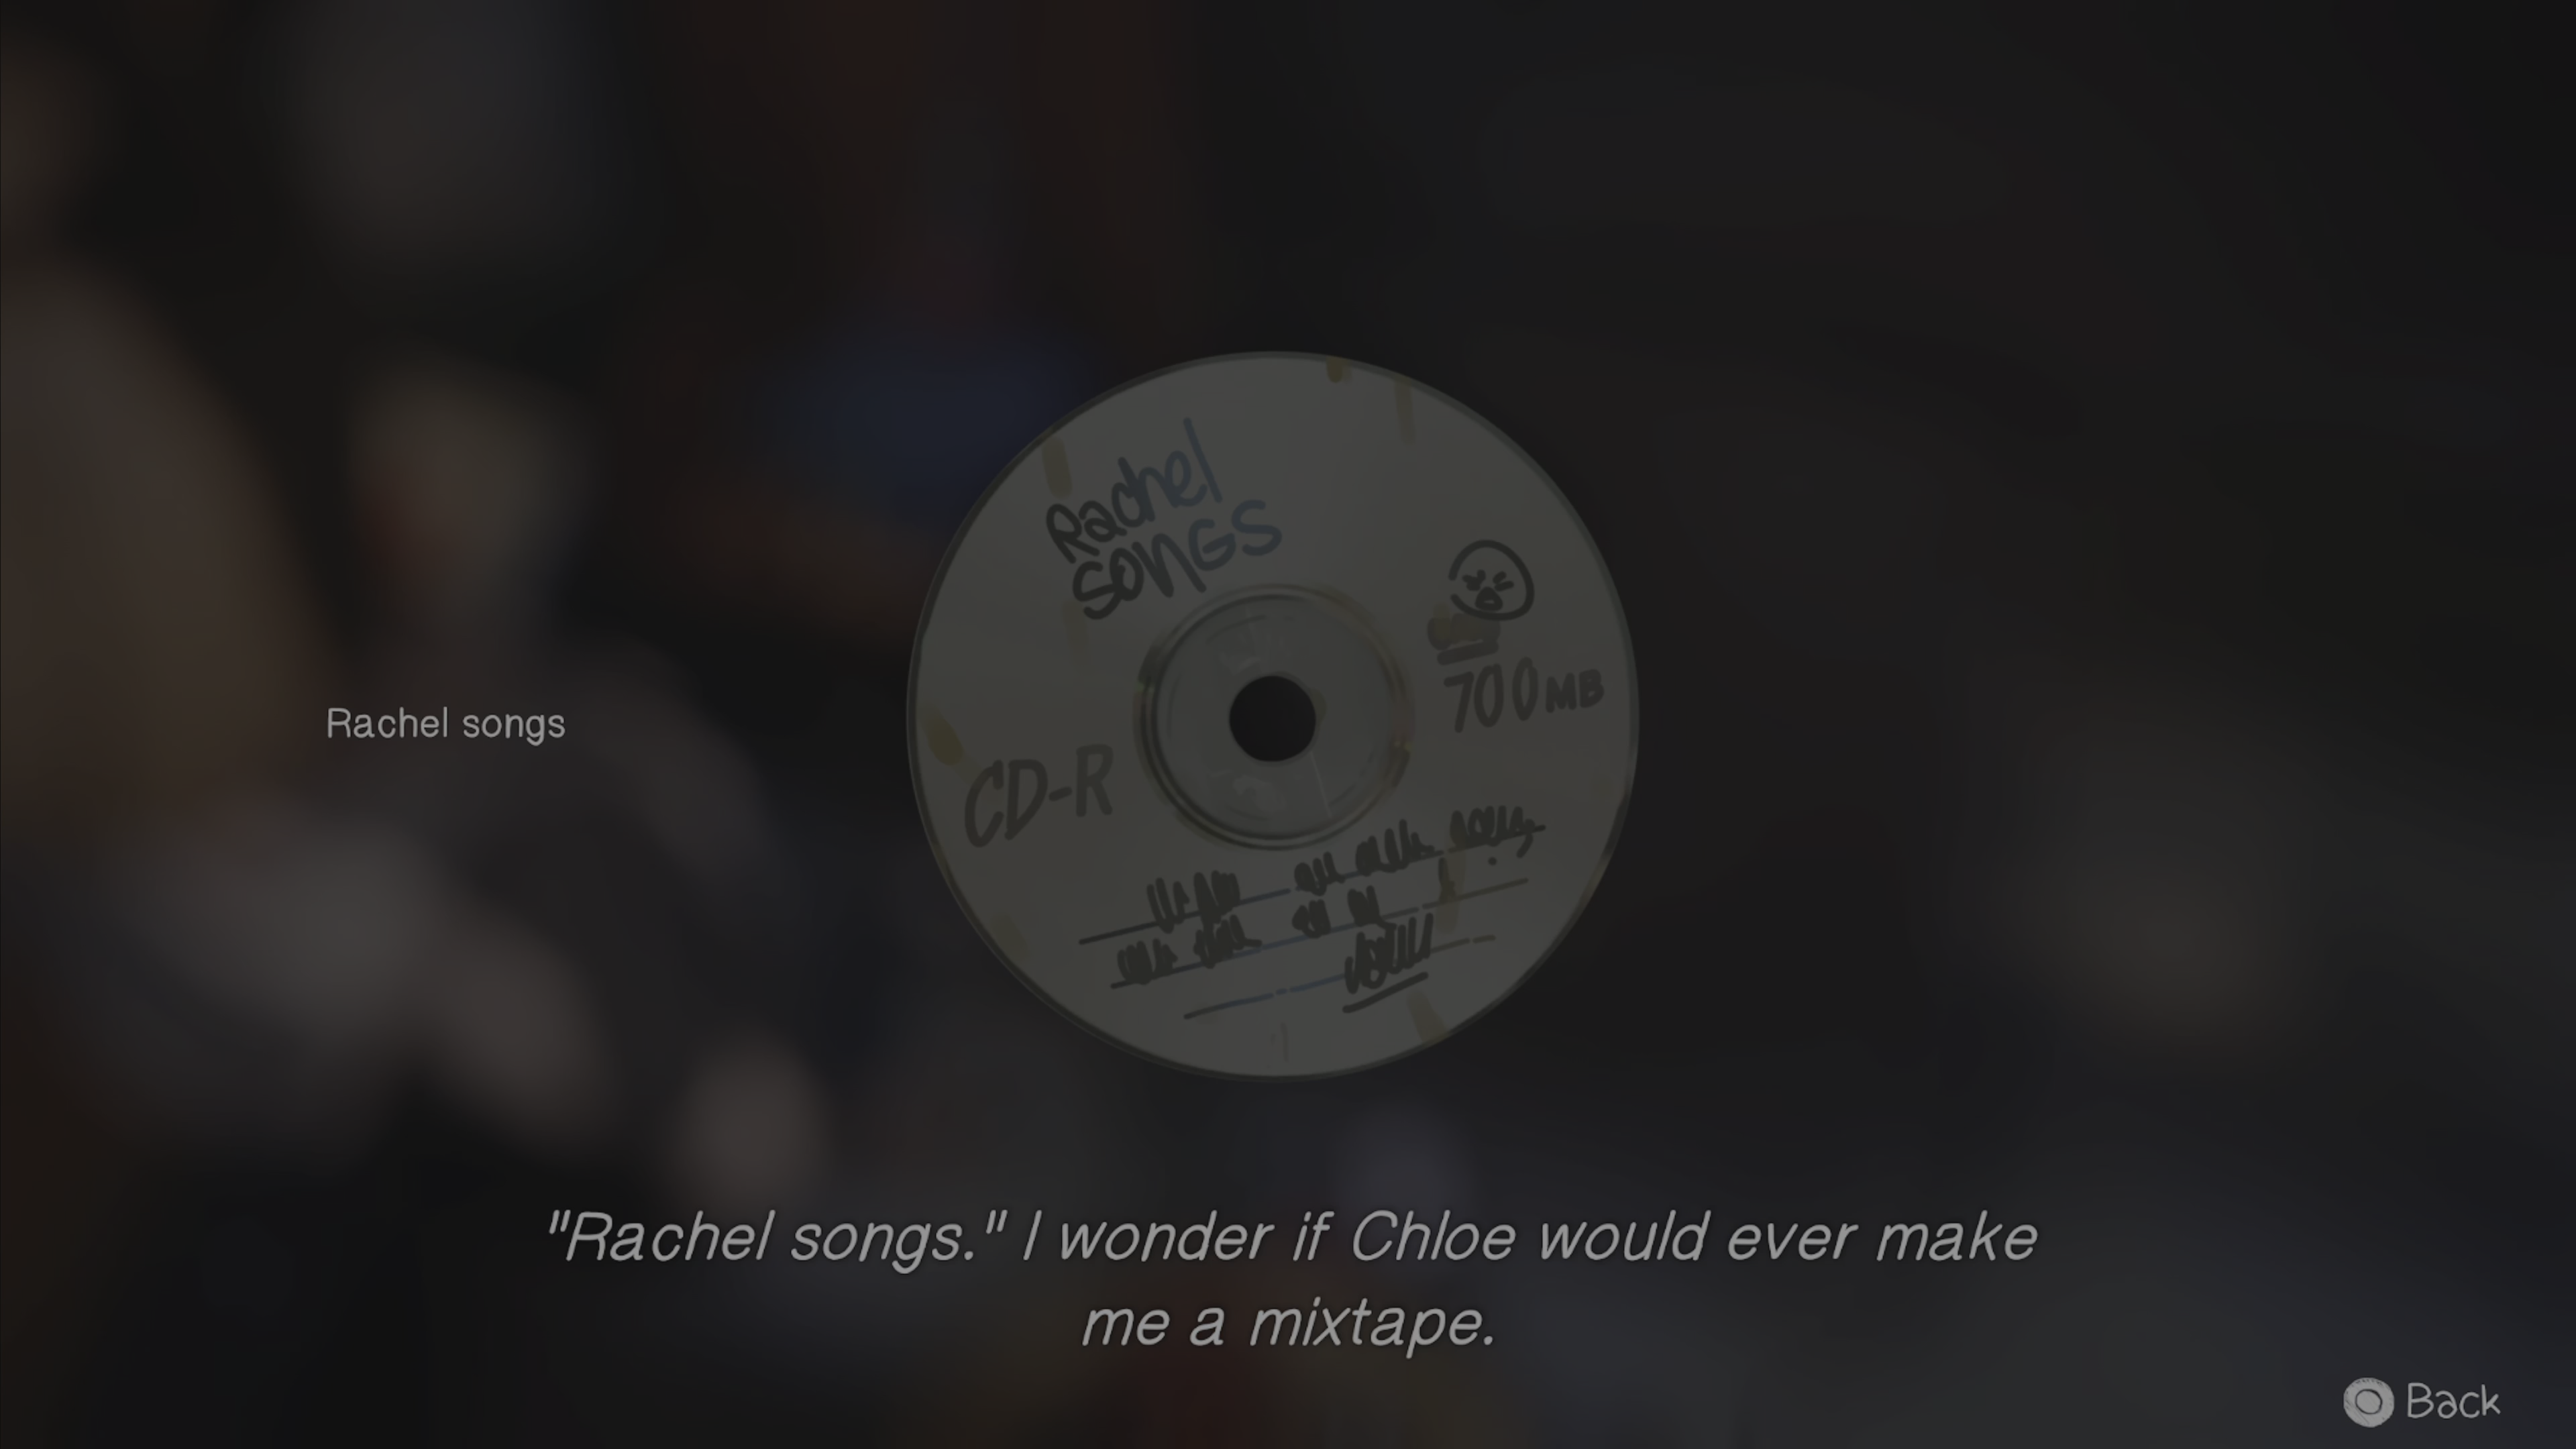 Rachel
SONGS
700MB
CD-R
Rachel songs
"Rachel songs." I wonder if Chloe would ever make
me a mixtape.
Back